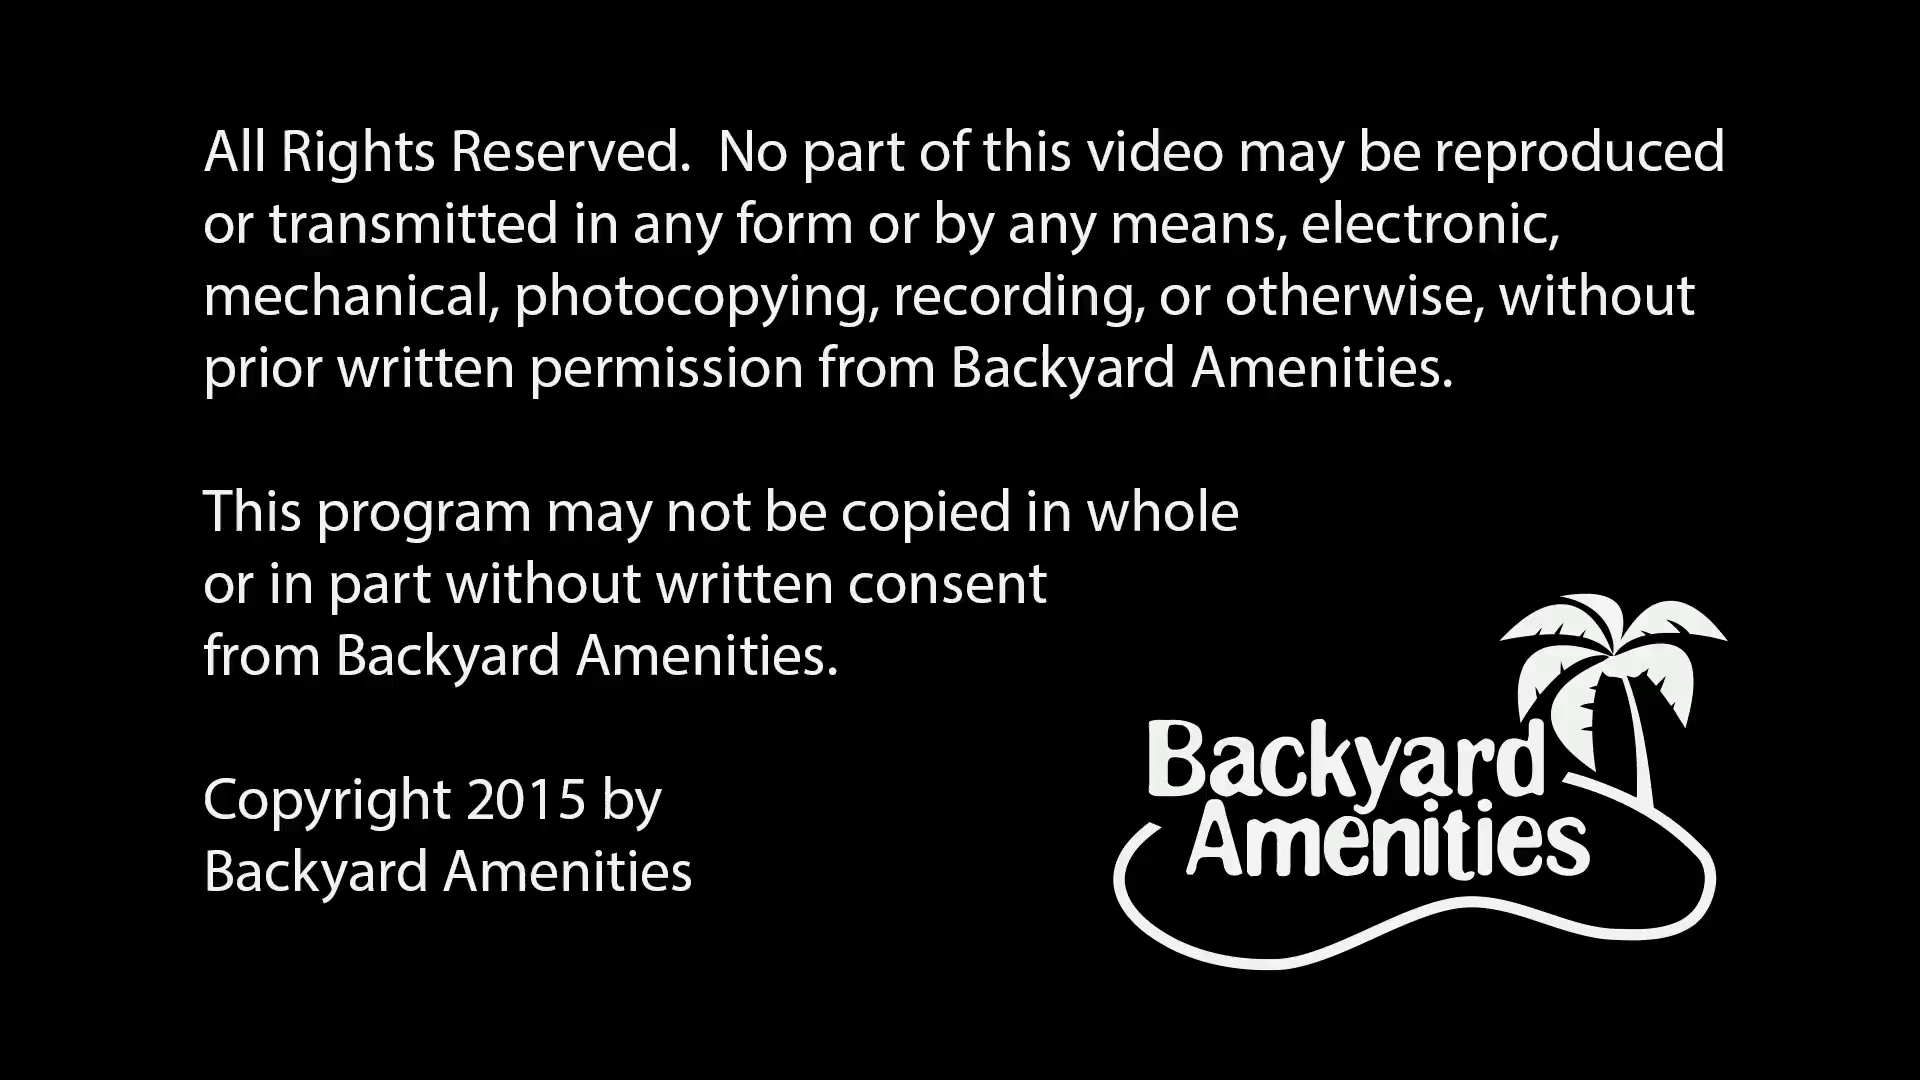 All Rights Reserved.  No part of this video may be reproduced
or transmitted in any form or by any means, electronic,
mechanical, photocopying, recording, or otherwise, without
prior written permission from Backyard Amenities.
This program may not be copied in whole
or in part without written consent
from Backyard Amenities.
Copyright 2015 by
Backyard Amenities
Backyard
Amenities